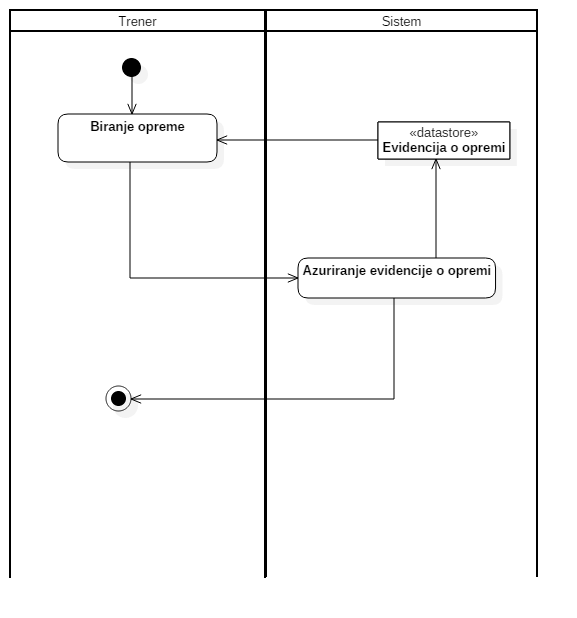 Trener
Sistem
Biranje opreme
«datastore»
Evidencija o opremi
Azuriranje evidencije o opremi